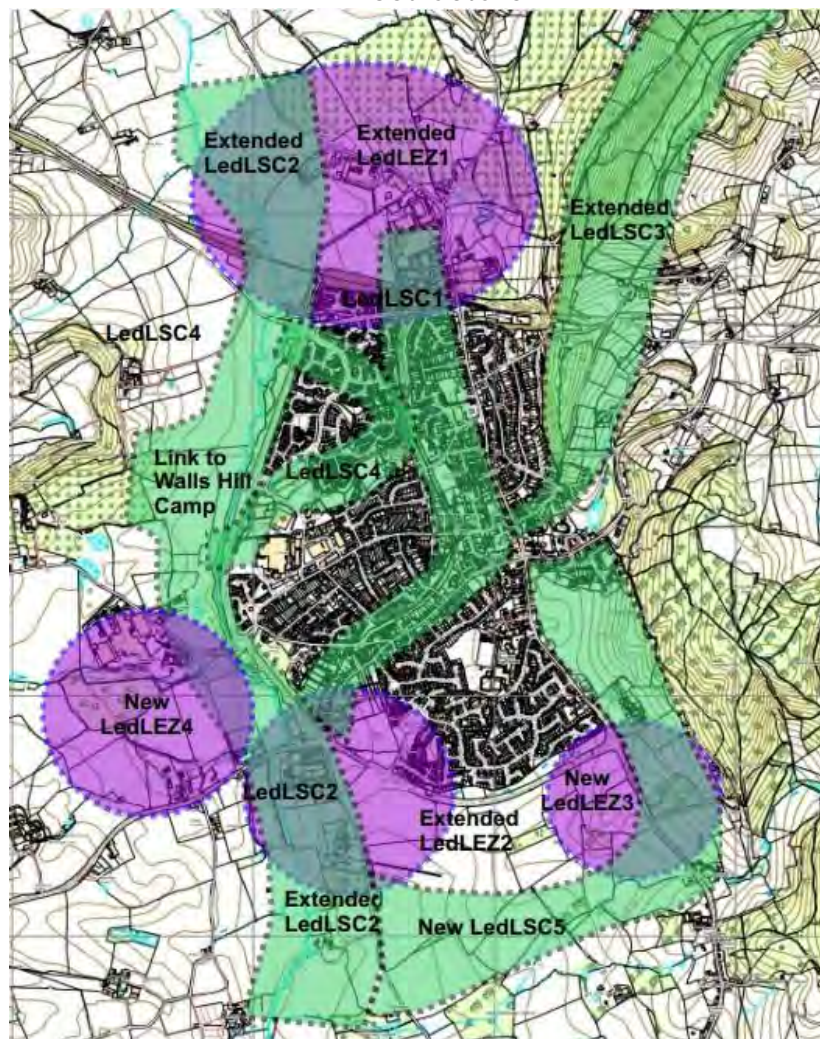 Extended
LedLSC2
Extended
LedLEZ1
Extended
LedLSC3
LedLSC1
LedLSC4
Link to
Walls Hill
Camp
LedLSC4
New
LedLEZ4
LedLSC2
Extended
LedLEZ2
New
LedLEZ3
Extended
LedLSC2
New LedLSC5